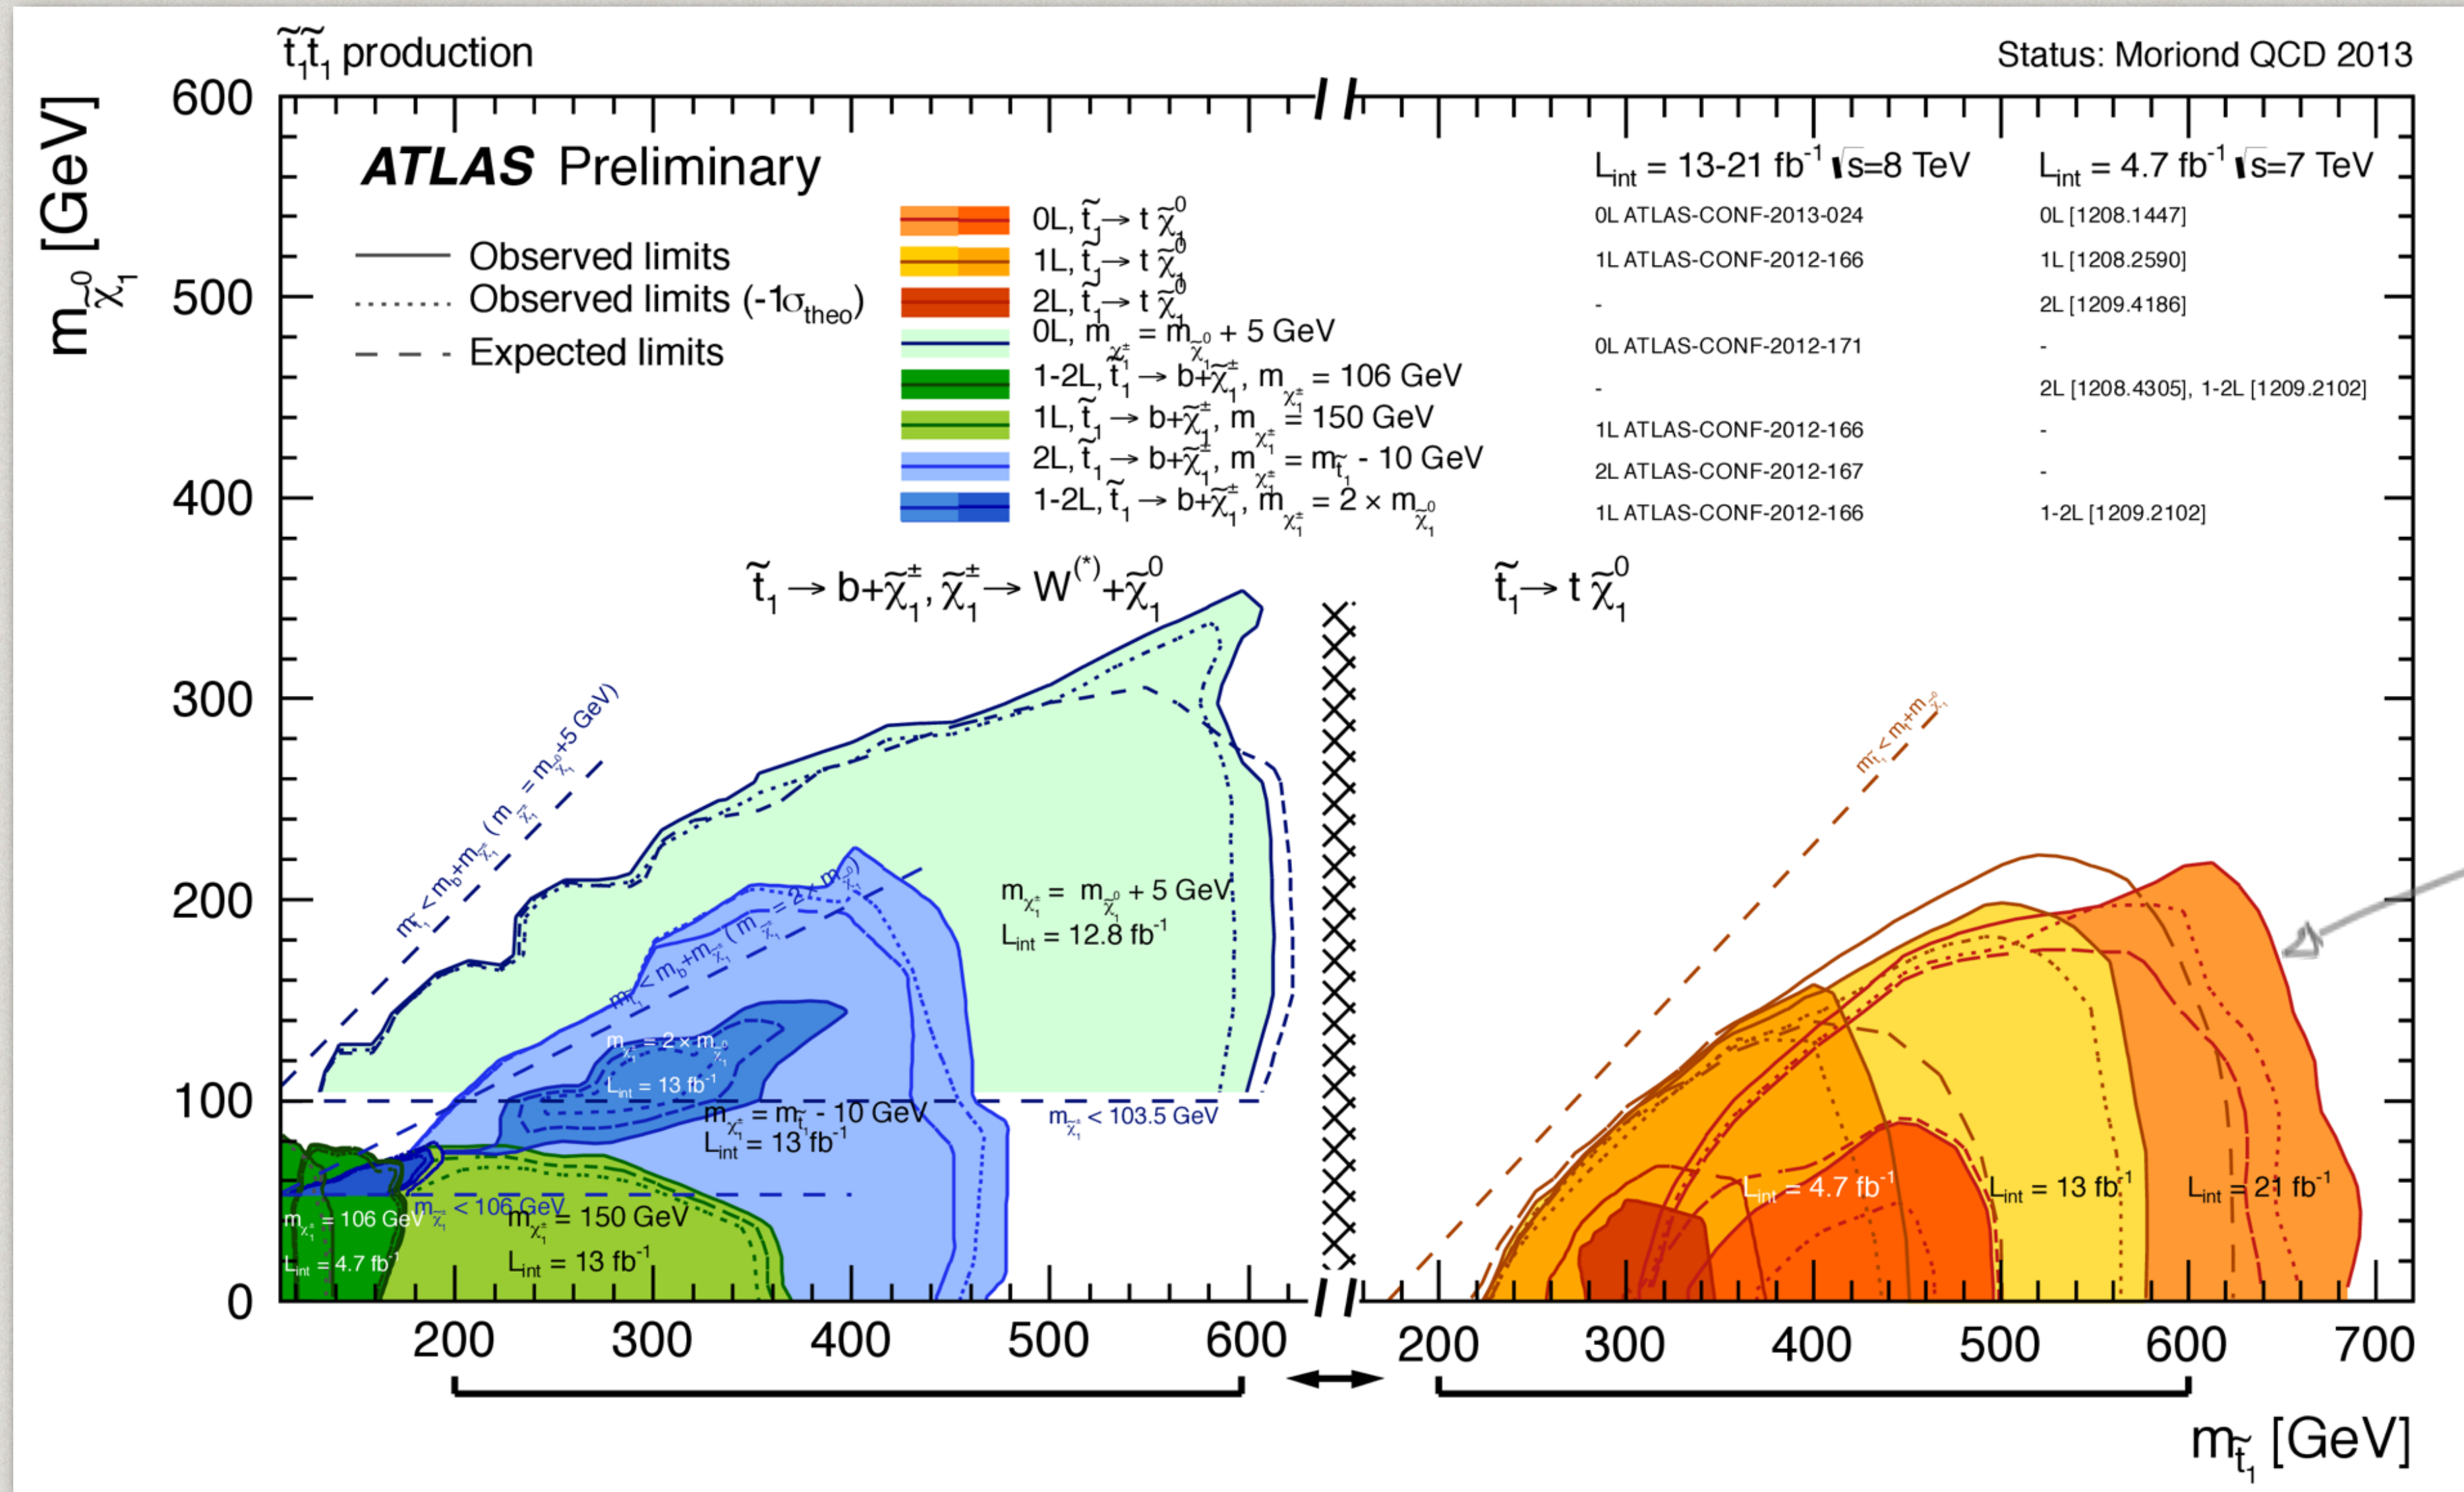 t̃₁t̃₁ production
Status: Moriond QCD 2013
m_χ̃₁⁰ [GeV]
600
500
400
300
200
100
0
ATLAS Preliminary
Observed limits
Observed limits (-1σ_theo)
Expected limits
0L, t̃₁→ t χ̃₁⁰
1L, t̃₁→ t χ̃₁⁰
2L, t̃₁→ t χ̃₁⁰
0L, m_χ̃₁± = m_χ̃₁⁰ + 5 GeV
1-2L, t̃₁ → b+χ̃₁±, m_χ₁± = 106 GeV
1L, t̃₁ → b+χ̃₁±, m_χ₁± = 150 GeV
2L, t̃₁ → b+χ̃₁±, m_χ₁± = m_t̃₁ - 10 GeV
1-2L, t̃₁ → b+χ̃₁±, m_χ₁± = 2 × m_χ̃₁⁰
L_int = 13-21 fb⁻¹ √s=8 TeV
0L ATLAS-CONF-2013-024
1L ATLAS-CONF-2012-166
-
0L ATLAS-CONF-2012-171
-
1L ATLAS-CONF-2012-166
2L ATLAS-CONF-2012-167
1L ATLAS-CONF-2012-166
L_int = 4.7 fb⁻¹ √s=7 TeV
0L [1208.1447]
1L [1208.2590]
2L [1209.4186]
-
2L [1208.4305], 1-2L [1209.2102]
-
-
1-2L [1209.2102]
t̃₁ → b+χ̃₁±, χ̃₁± → W(*)+χ̃₁⁰
t̃₁→ t χ̃₁⁰
m_t̃₁ < m_b+m_χ̃₁± ( m_χ̃₁± = m_χ̃₁⁰+5 GeV)
m_t̃₁ < m_b+m_χ̃₁± ( m_χ̃₁± = 2 × m_χ̃₁⁰)
m_t̃₁ < m_t+m_χ̃₁⁰
m_χ₁± = m_χ̃₁⁰ + 5 GeV
L_int = 12.8 fb⁻¹
m_χ̃₁± = 2 × m_χ̃₁⁰
L_int = 13 fb⁻¹
m_χ₁± = m_t̃₁ - 10 GeV
L_int = 13 fb⁻¹
m_χ̃₁± < 103.5 GeV
m_χ̃₁± < 106 GeV
m_χ₁± = 106 GeV
L_int = 4.7 fb⁻¹
m_χ₁± = 150 GeV
L_int = 13 fb⁻¹
L_int = 4.7 fb⁻¹
L_int = 13 fb⁻¹
L_int = 21 fb⁻¹
200 300 400 500 600
200 300 400 500 600 700
m_t̃₁ [GeV]